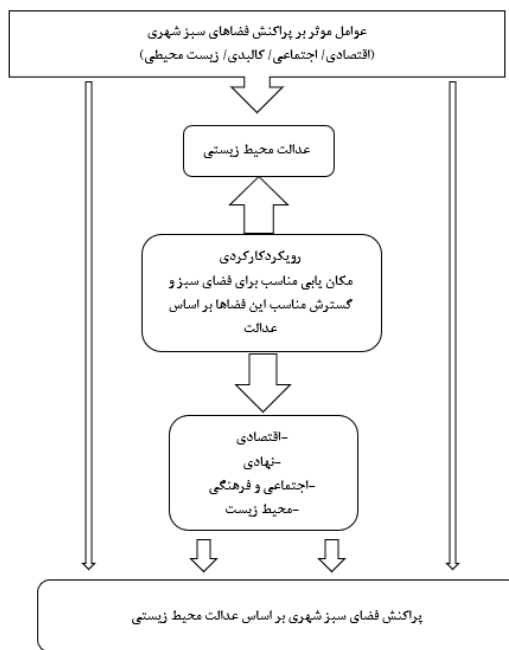 عوامل موثر بر پراکنش فضاهای سبز شهری
(اقتصادی/ اجتماعی/ کالبدی/ زیست محیطی)
عدالت محیط زیستی
رویکردکارکردی
مکان یابی مناسب برای فضای سبز و
گسترش مناسب این فضاها بر اساس
عدالت
-اقتصادی
-نهادی
-اجتماعی و فرهنگی
-محیط زیست
پراکنش فضای سبز شهری بر اساس عدالت محیط زیستی